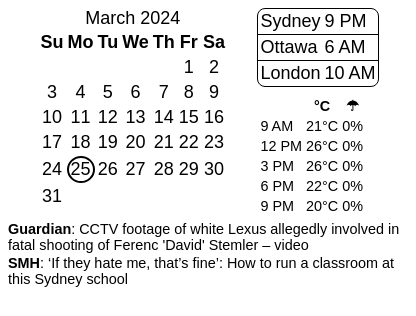 March 2024
Su Mo Tu We Th Fr Sa
1 2
3 4 5 6 7 8 9
10 11 12 13 14 15 16
17 18 19 20 21 22 23
24 25 26 27 28 29 30
31
Sydney 9 PM
Ottawa 6 AM
London 10 AM
°C ☂
9 AM 21°C 0%
12 PM 26°C 0%
3 PM 26°C 0%
6 PM 22°C 0%
9 PM 20°C 0%
Guardian: CCTV footage of white Lexus allegedly involved in
fatal shooting of Ferenc 'David' Stemler – video
SMH: ‘If they hate me, that’s fine’: How to run a classroom at
this Sydney school